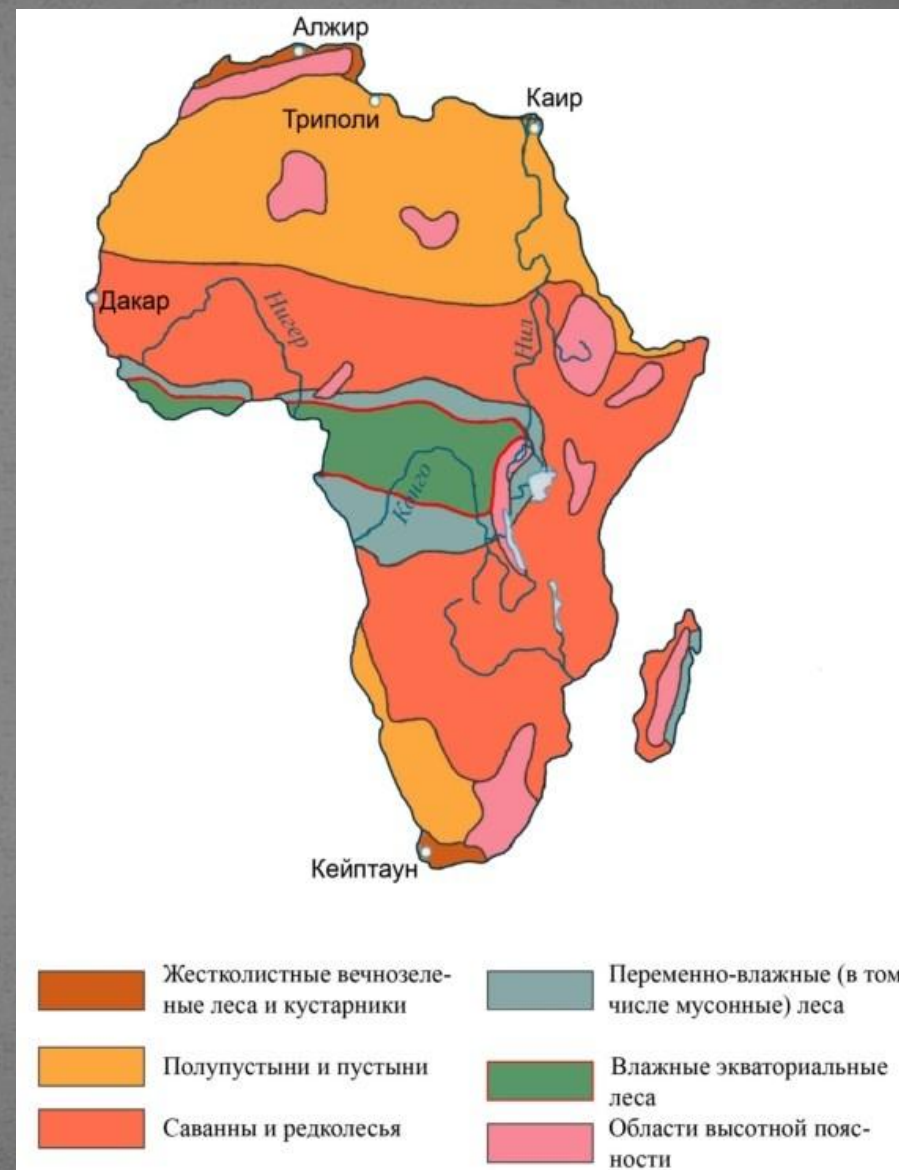 Алжир
Каир
Триполи
Дакар
Нигер
Нил
Конго
Кейптаун
Жестколистные вечнозеле-
ные леса и кустарники
Полупустыни и пустыни
Саванны и редколесья
Переменно-влажные (в том
числе мусонные) леса
Влажные экваториальные
леса
Области высотной пояс-
ности